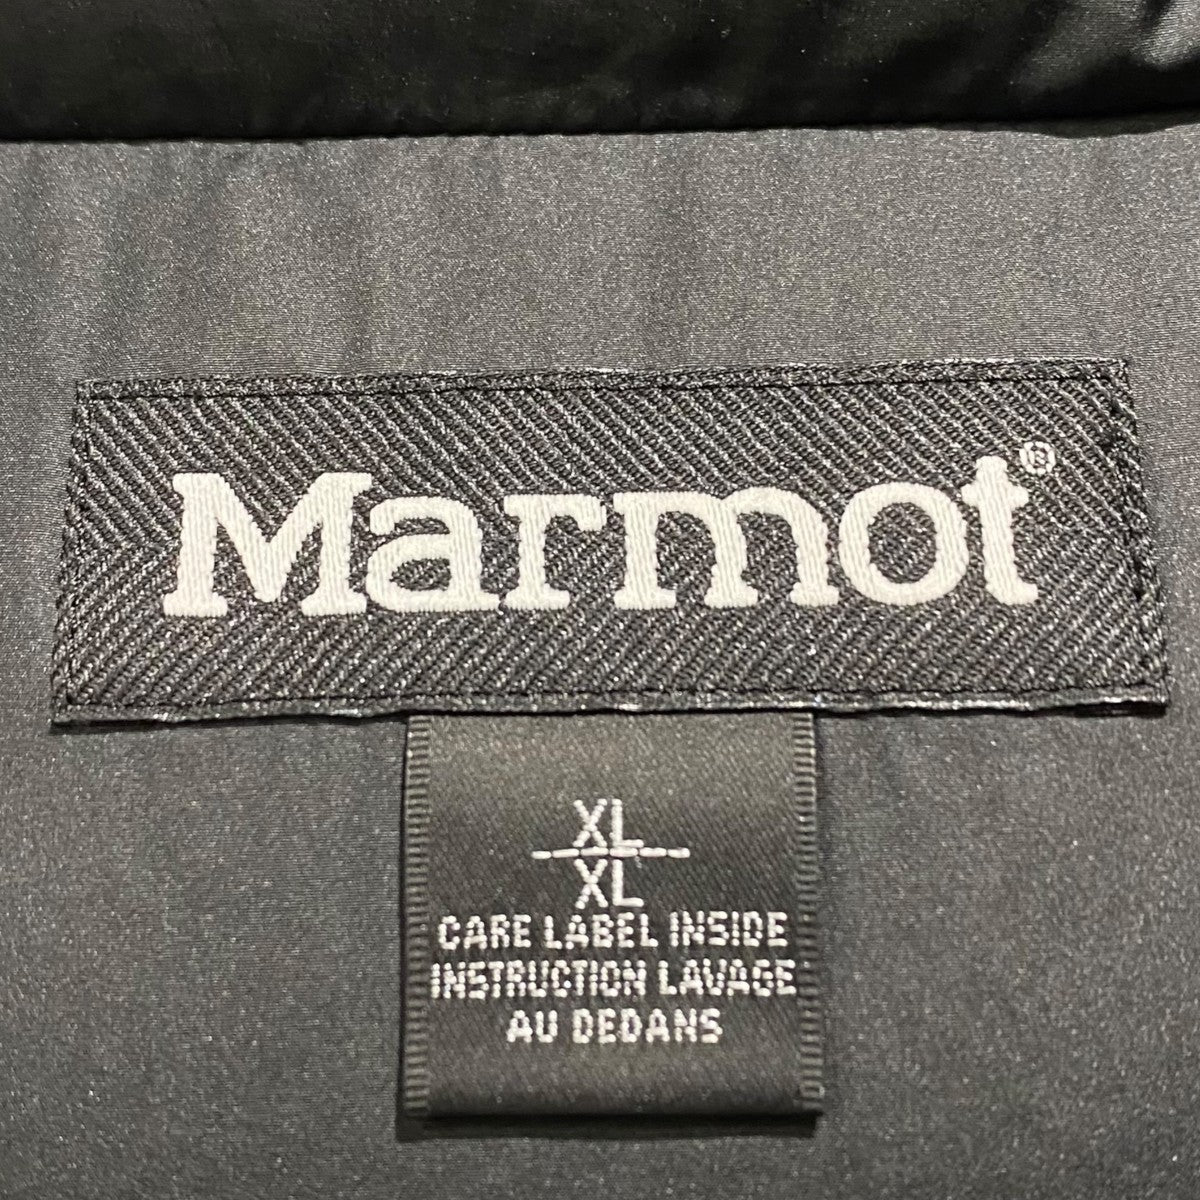 Marmot®
XL
XL
CARE LABEL INSIDE
INSTRUCTION LAVAGE
AU DEDANS